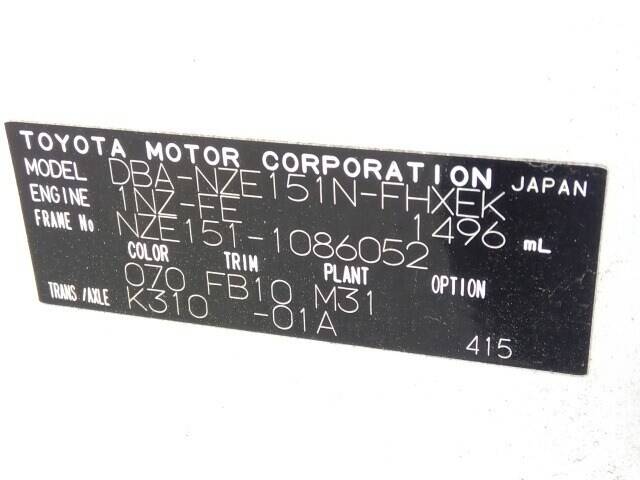 TOYOTA MOTOR CORPORATION JAPAN
MODEL DBA-NZE151N-FHXEK
ENGINE 1NZ-FE 1496 mL
FRAME No NZE151-1086052
COLOR TRIM PLANT OPTION
070 FB10 M31
TRANS./AXLE K310 -01A
415